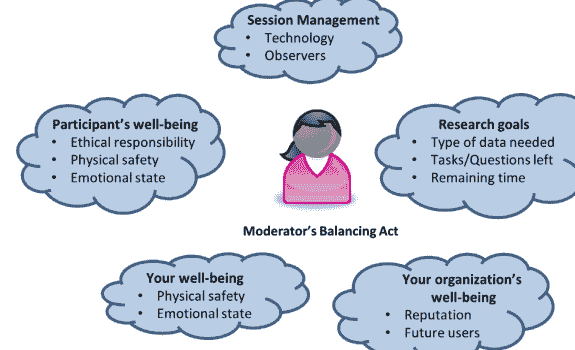 Session Management
• Technology
• Observers
Participant's well-being
• Ethical responsibility
• Physical safety
• Emotional state
Research goals
• Type of data needed
• Tasks/Questions left
• Remaining time
Moderator's Balancing Act
Your well-being
• Physical safety
• Emotional state
Your organization's
well-being
• Reputation
• Future users